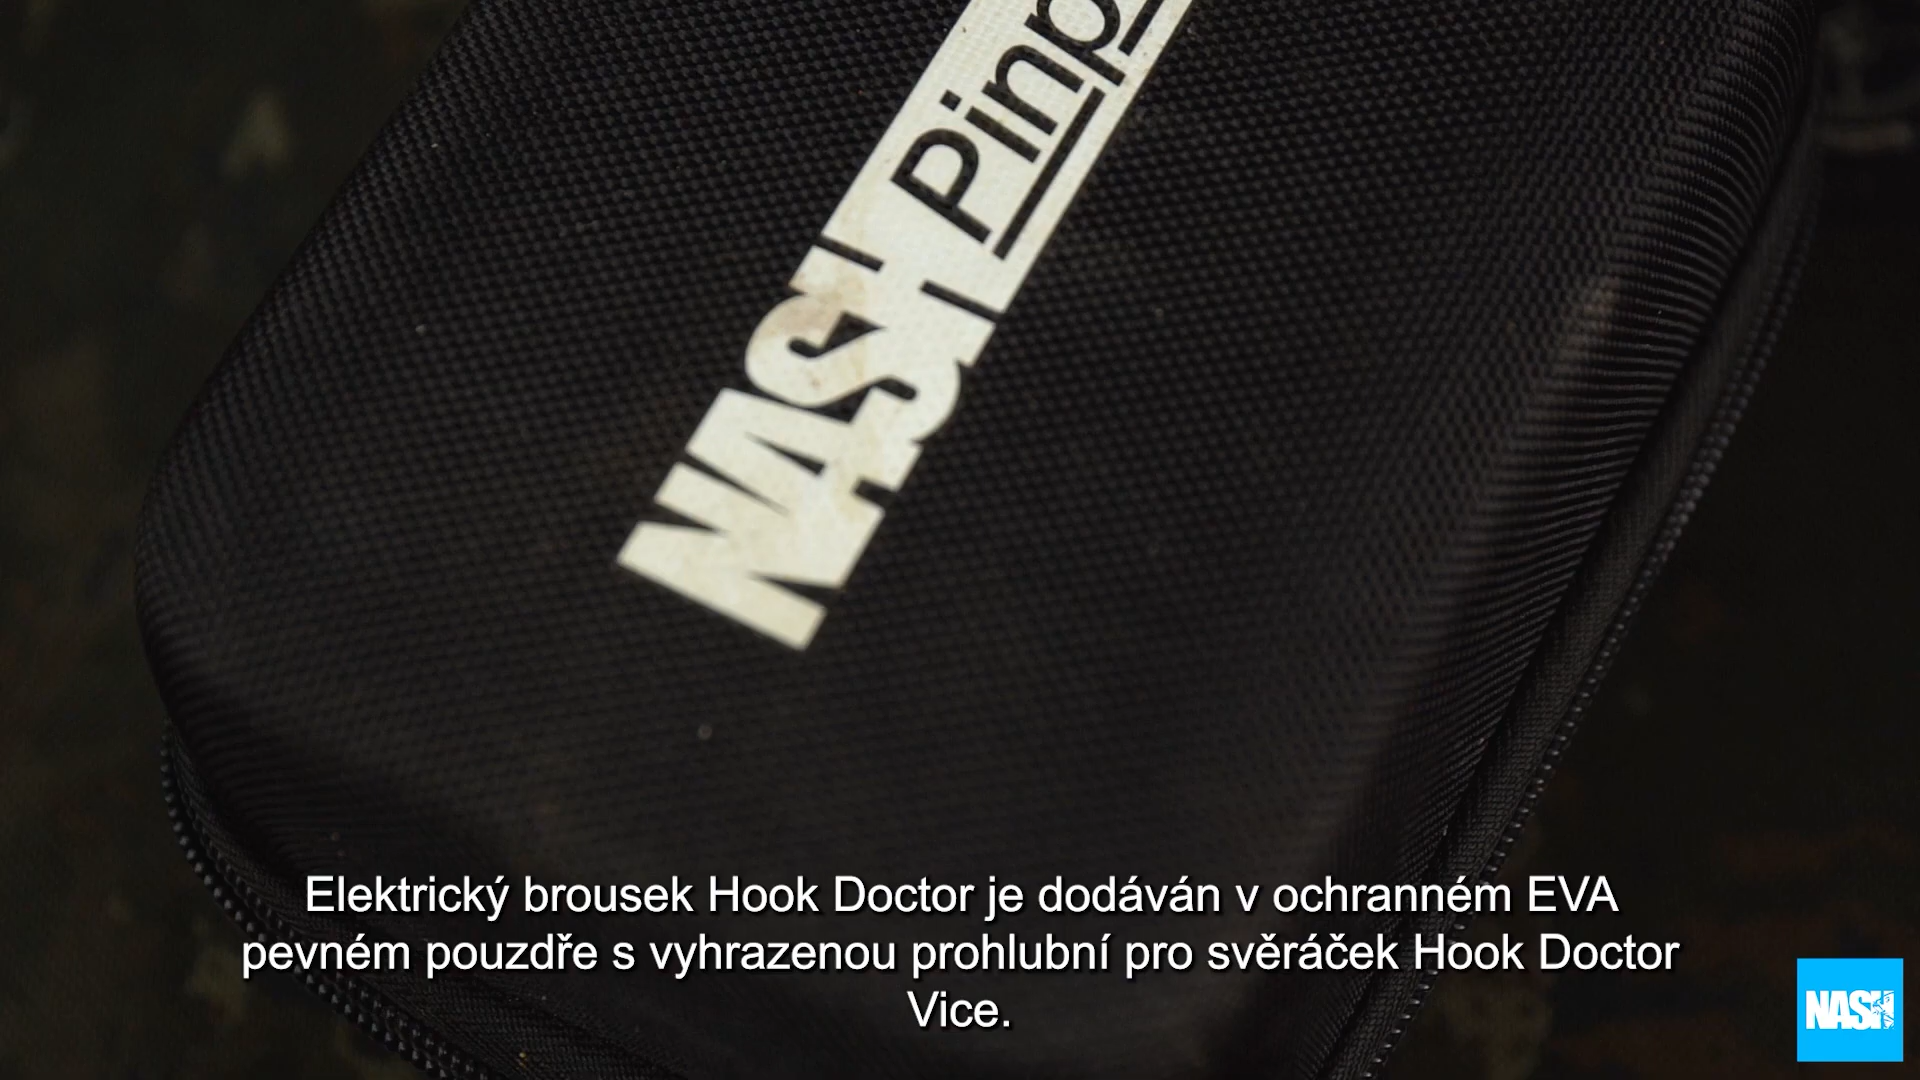 NASH Pinp
Elektrický brousek Hook Doctor je dodáván v ochranném EVA
pevném pouzdře s vyhrazenou prohlubní pro svěráček Hook Doctor
Vice.
NASH